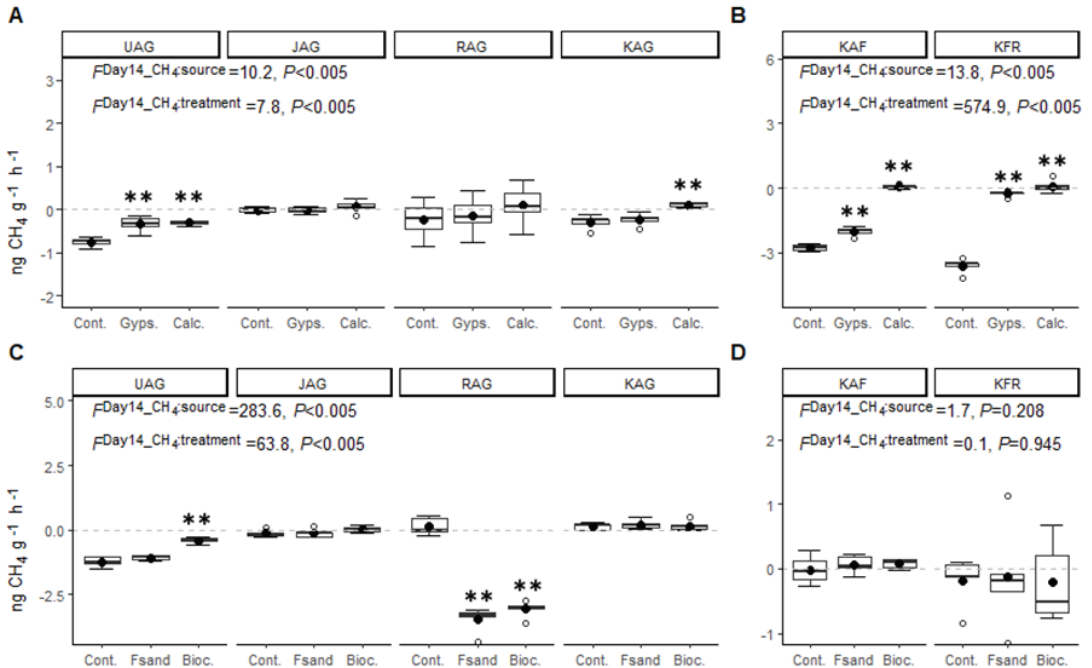 A
B
UAG JAG RAG KAG
KAF KFR
FDay14_CH4:source=10.2, P<0.005
FDay14_CH4:treatment=7.8, P<0.005
FDay14_CH4:source=13.8, P<0.005
FDay14_CH4:treatment=574.9, P<0.005
3
2
1
0
-1
-2
6
3
0
-3
** **
**
**
**
**
**
ng CH4 g-1 h-1
Cont. Gyps. Calc. Cont. Gyps. Calc. Cont. Gyps. Calc. Cont. Gyps. Calc.
Cont. Gyps. Calc. Cont. Gyps. Calc.
C
D
UAG JAG RAG KAG
KAF KFR
FDay14_CH4:source=283.6, P<0.005
FDay14_CH4:treatment=63.8, P<0.005
FDay14_CH4:source=1.7, P=0.208
FDay14_CH4:treatment=0.1, P=0.945
5.0
2.5
0.0
-2.5
2
1
0
-1
**
** **
ng CH4 g-1 h-1
Cont. Fsand Bioc. Cont. Fsand Bioc. Cont. Fsand Bioc. Cont. Fsand Bioc.
Cont. Fsand Bioc. Cont. Fsand Bioc.